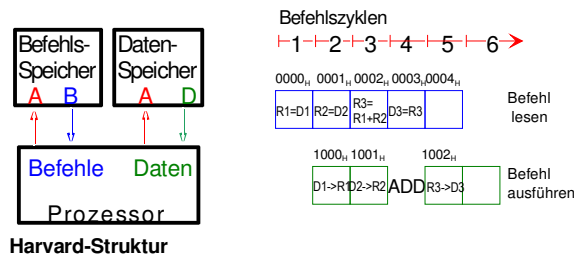 Befehls-
Speicher
A B
Daten-
Speicher
A D
Befehle Daten
Prozessor
Harvard-Struktur
Befehlszyklen
1 2 3 4 5 6
0000H 0001H 0002H 0003H 0004H
R1=D1 R2=D2 R3=R1+R2 D3=R3
Befehl
lesen
1000H 1001H 1002H
D1->R1 D2->R2 ADD R3->D3
Befehl
ausführen